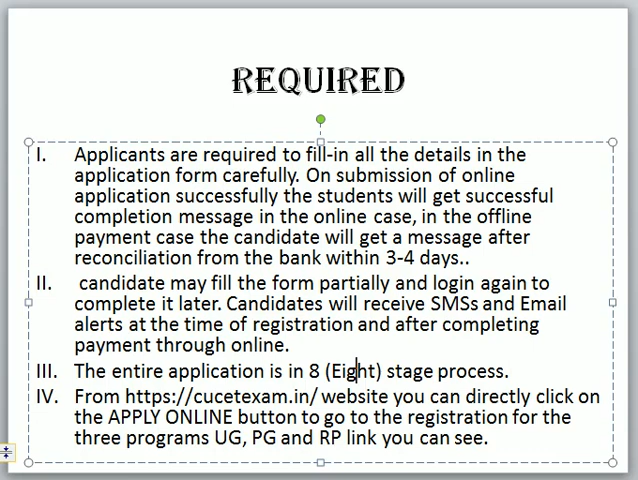 REQUIRED
I. Applicants are required to fill-in all the details in the
application form carefully. On submission of online
application successfully the students will get successful
completion message in the online case, in the offline
payment case the candidate will get a message after
reconciliation from the bank within 3-4 days..
II. candidate may fill the form partially and login again to
complete it later. Candidates will receive SMSs and Email
alerts at the time of registration and after completing
payment through online.
III. The entire application is in 8 (Eight) stage process.
IV. From https://cucetexam.in/ website you can directly click on
the APPLY ONLINE button to go to the registration for the
three programs UG, PG and RP link you can see.